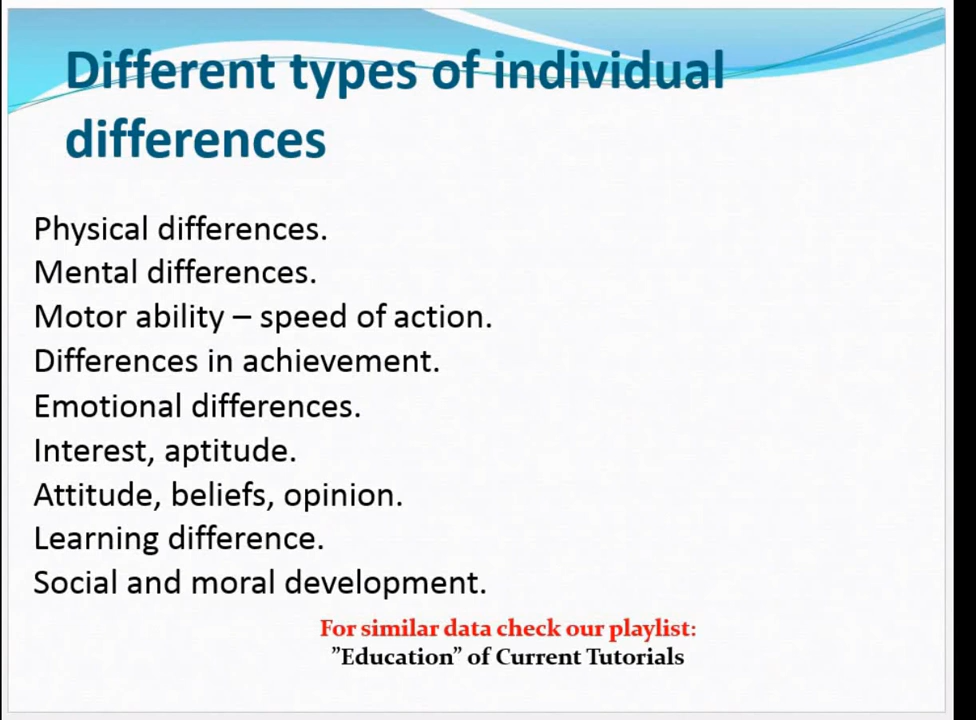 Different types of individual
differences
Physical differences.
Mental differences.
Motor ability – speed of action.
Differences in achievement.
Emotional differences.
Interest, aptitude.
Attitude, beliefs, opinion.
Learning difference.
Social and moral development.
For similar data check our playlist:
”Education” of Current Tutorials